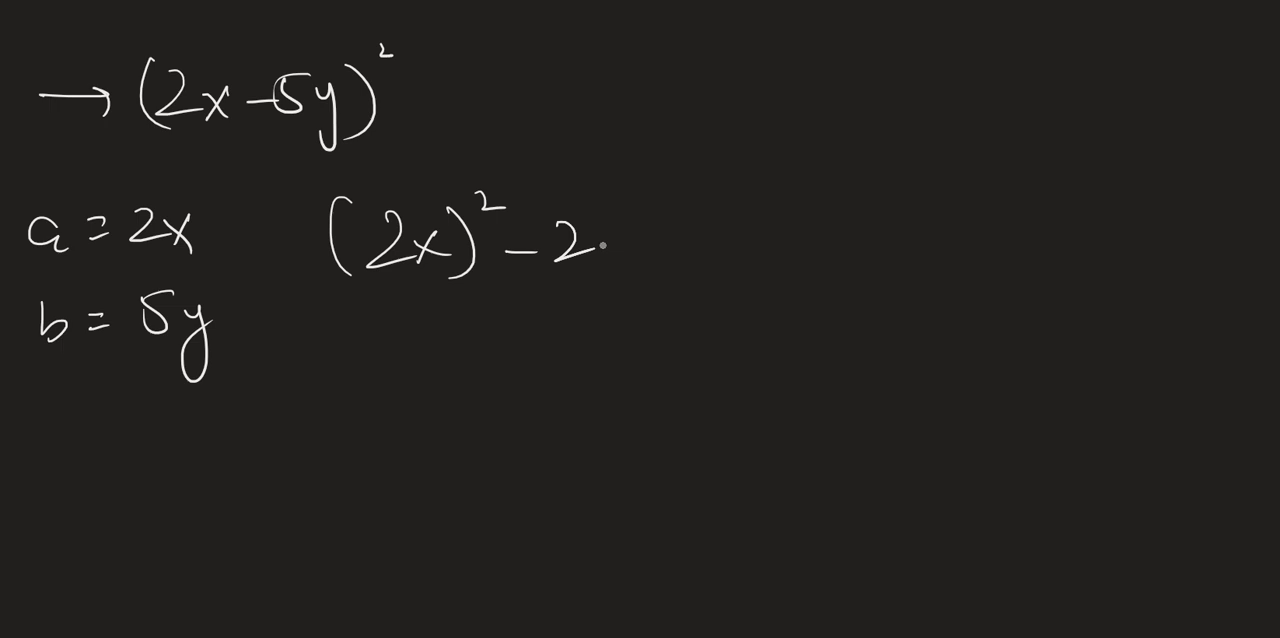 → (2x - 5y)²
a = 2x (2x)² - 2·
b = 5y